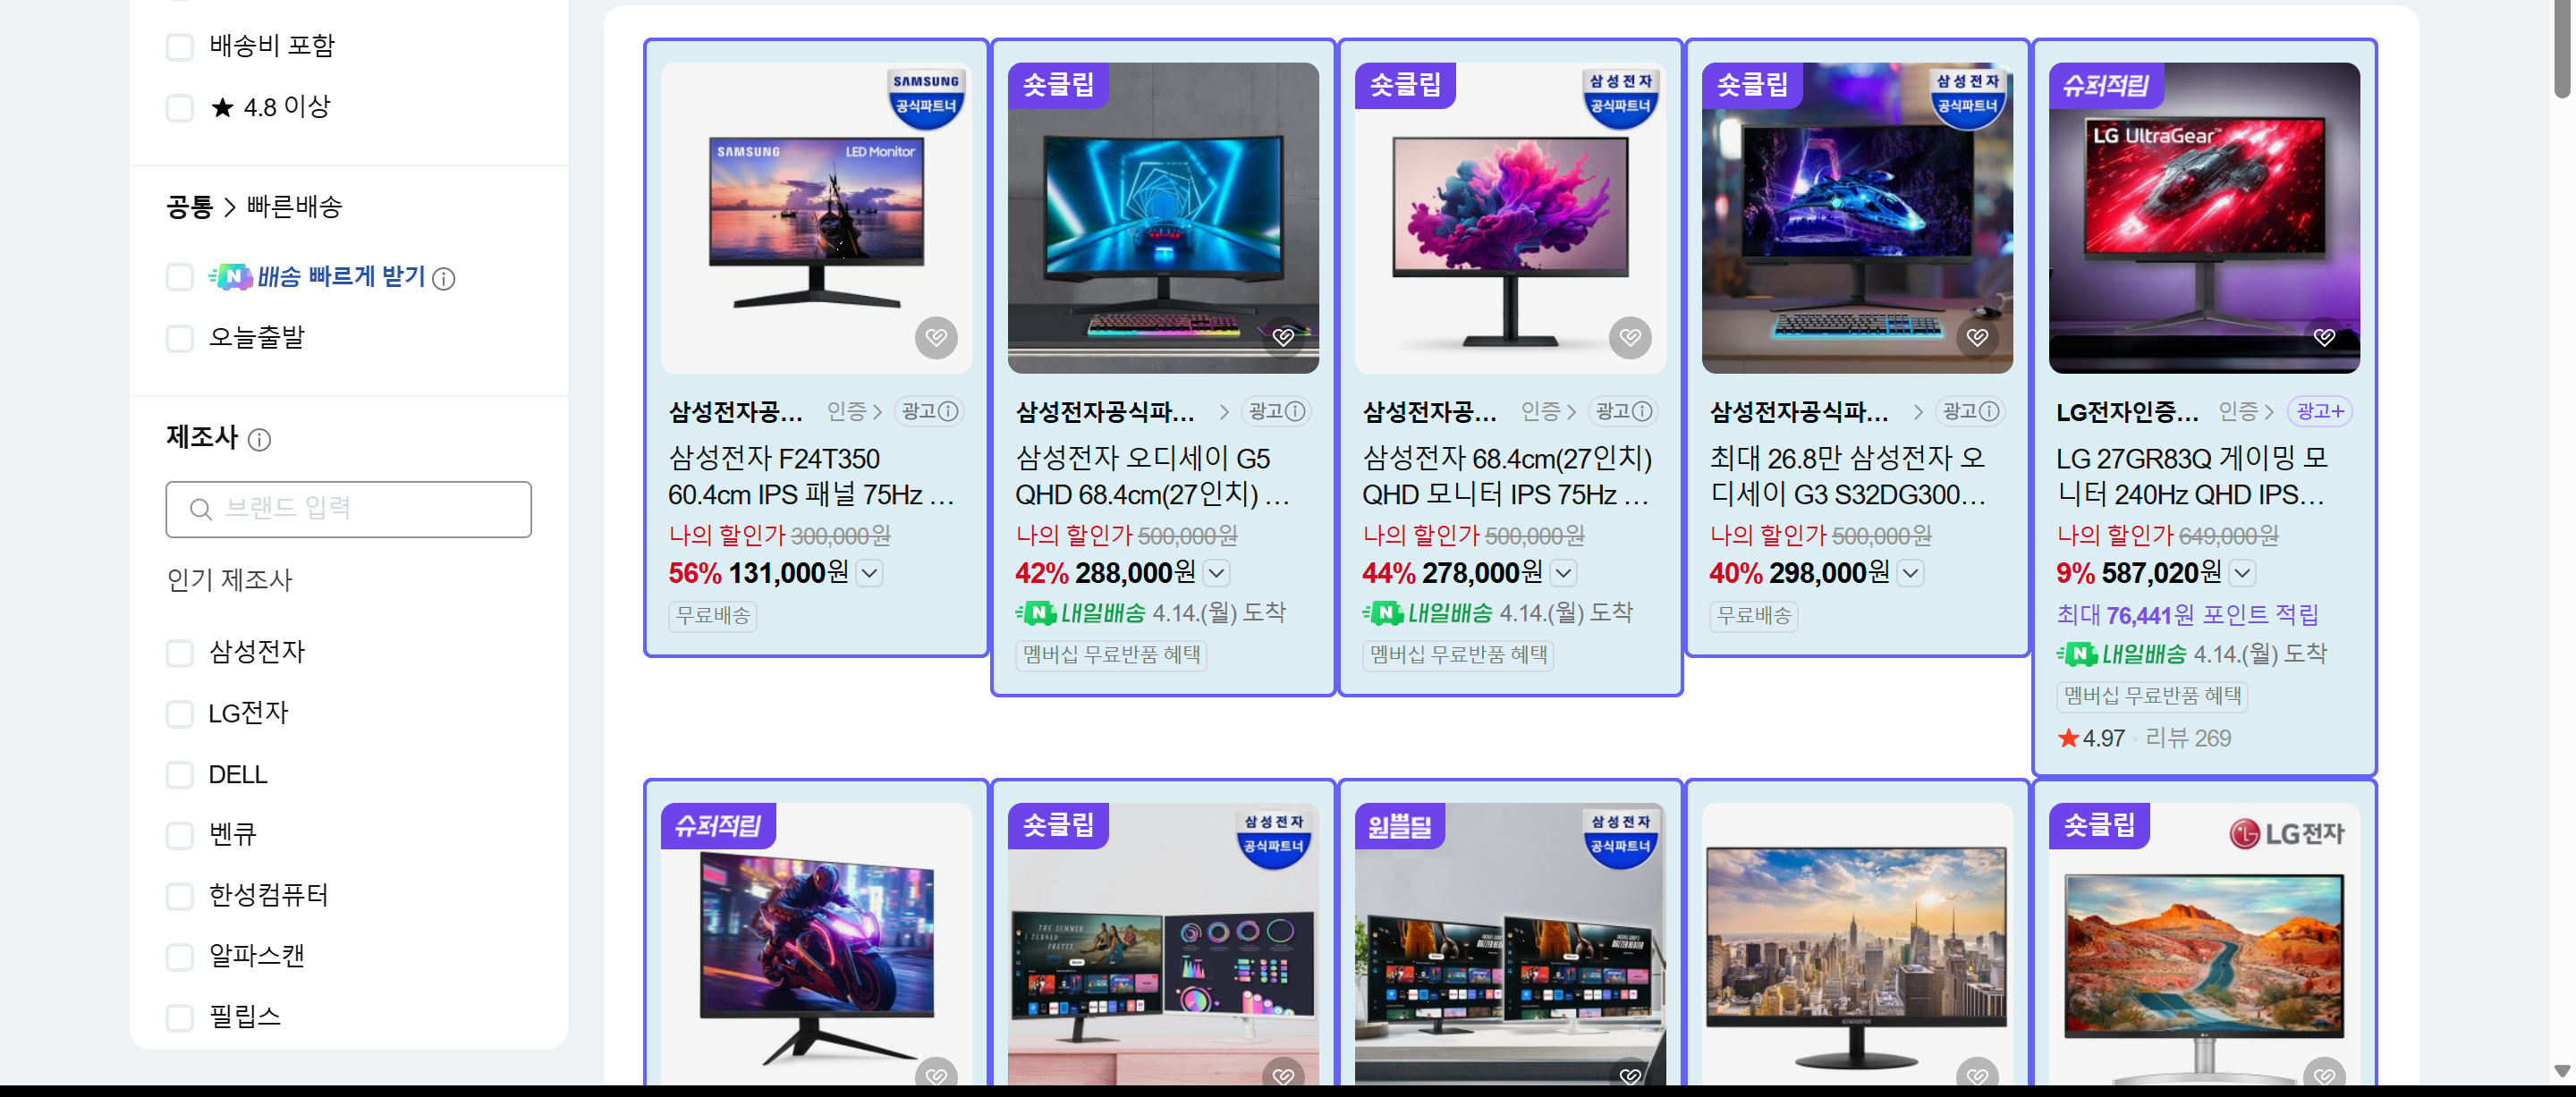 배송비 포함
★ 4.8 이상
공통 > 빠른배송
N배송 빠르게 받기
오늘출발
제조사
브랜드 입력
인기 제조사
삼성전자
LG전자
DELL
벤큐
한성컴퓨터
알파스캔
필립스
SAMSUNG
공식파트너
SAMSUNG LED Monitor
삼성전자공... 인증 > 광고
삼성전자 F24T350
60.4cm IPS 패널 75Hz ...
나의 할인가 300,000원
56% 131,000원
무료배송
숏클립
삼성전자공식파... > 광고
삼성전자 오디세이 G5
QHD 68.4cm(27인치) ...
나의 할인가 500,000원
42% 288,000원
N 내일배송 4.14.(월) 도착
멤버십 무료반품 혜택
숏클립
삼성전자
공식파트너
삼성전자공... 인증 > 광고
삼성전자 68.4cm(27인치)
QHD 모니터 IPS 75Hz ...
나의 할인가 500,000원
44% 278,000원
N 내일배송 4.14.(월) 도착
멤버십 무료반품 혜택
숏클립
삼성전자
공식파트너
삼성전자공식파... > 광고
최대 26.8만 삼성전자 오
디세이 G3 S32DG300...
나의 할인가 500,000원
40% 298,000원
무료배송
슈퍼적립
LG UltraGear™
LG전자인증... 인증 > 광고+
LG 27GR83Q 게이밍 모
니터 240Hz QHD IPS...
나의 할인가 649,000원
9% 587,020원
최대 76,441원 포인트 적립
N 내일배송 4.14.(월) 도착
멤버십 무료반품 혜택
★4.97 · 리뷰 269
슈퍼적립
숏클립
삼성전자
공식파트너
THE SUMMER
I TURNED
PRETTY
원쁠딜
삼성전자
공식파트너
숏클립
LG전자